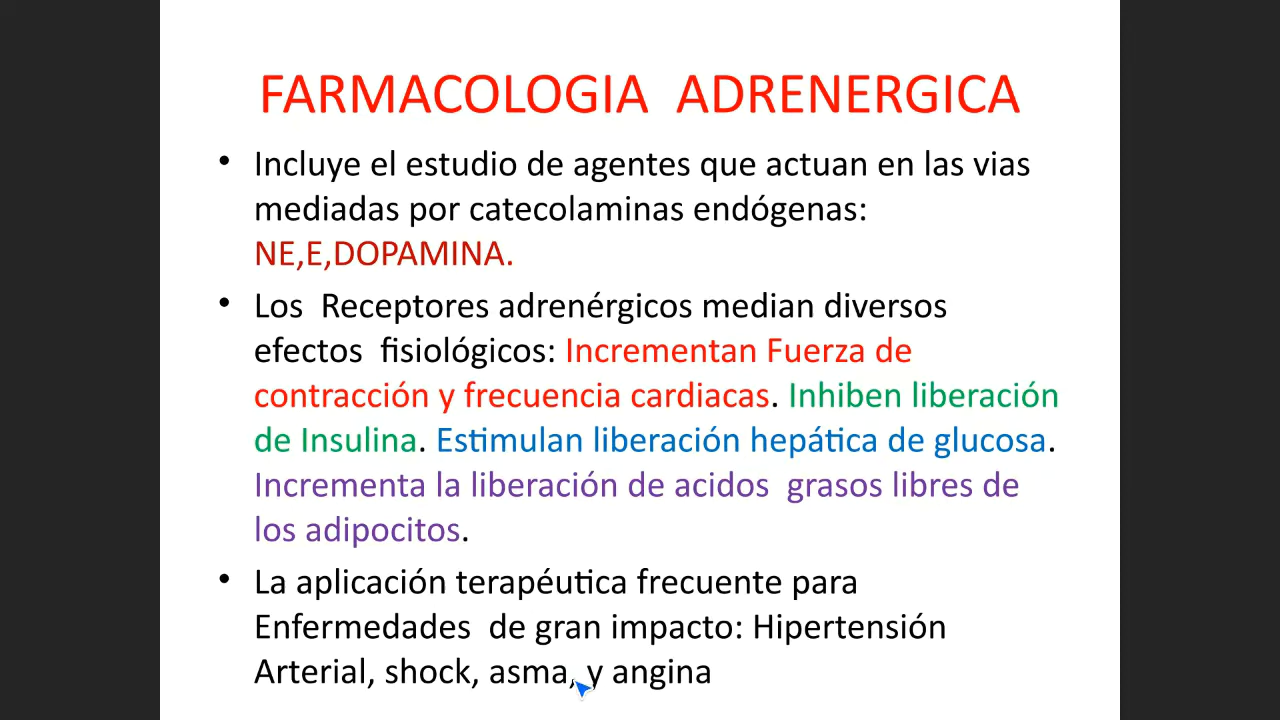 FARMACOLOGIA  ADRENERGICA
• Incluye el estudio de agentes que actuan en las vias
mediadas por catecolaminas endógenas:
NE,E,DOPAMINA.
• Los  Receptores adrenérgicos median diversos
efectos  fisiológicos: Incrementan Fuerza de
contracción y frecuencia cardiacas. Inhiben liberación
de Insulina. Estimulan liberación hepática de glucosa.
Incrementa la liberación de acidos  grasos libres de
los adipocitos.
• La aplicación terapéutica frecuente para
Enfermedades  de gran impacto: Hipertensión
Arterial, shock, asma, y angina